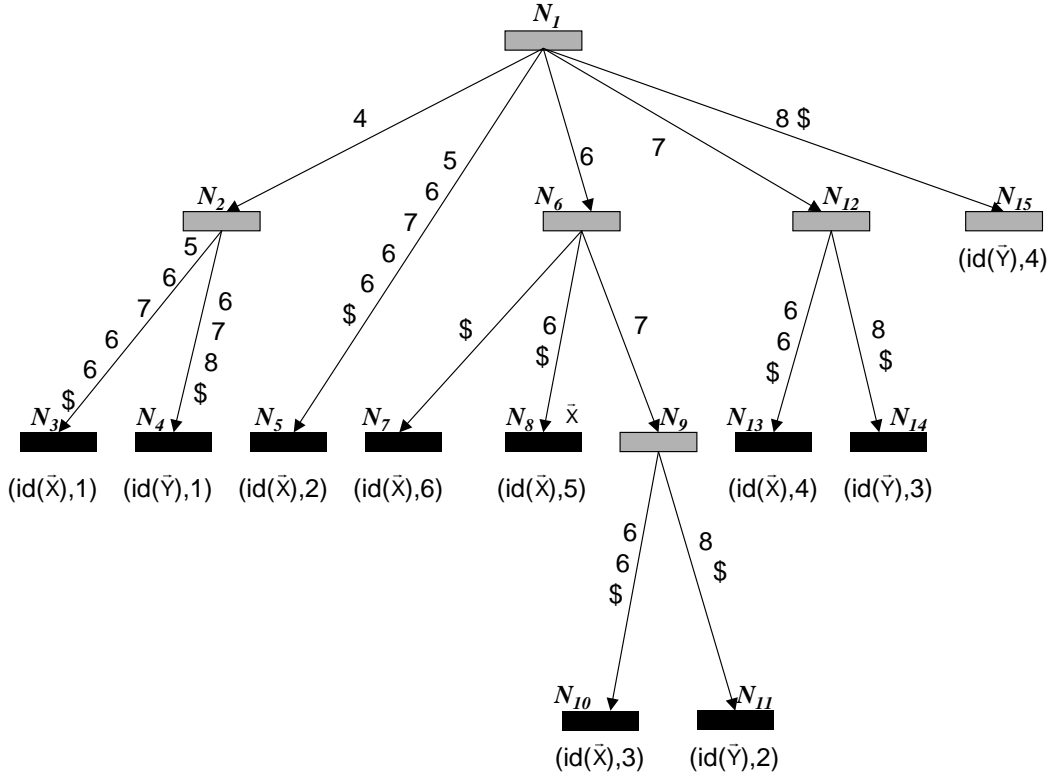 N1
4
5
6
7
6
6
$
6
7
8 $
N2
N6
N12
N15
(id(Y⃗),4)
5
6
7
6
6
$
6
7
8
$
$
6
$
7
6
6
$
8
$
N3
N4
N5
N7
N8
X⃗
N9
N13
N14
(id(X⃗),1)
(id(Y⃗),1)
(id(X⃗),2)
(id(X⃗),6)
(id(X⃗),5)
(id(X⃗),4)
(id(Y⃗),3)
6
6
$
8
$
N10
N11
(id(X⃗),3)
(id(Y⃗),2)